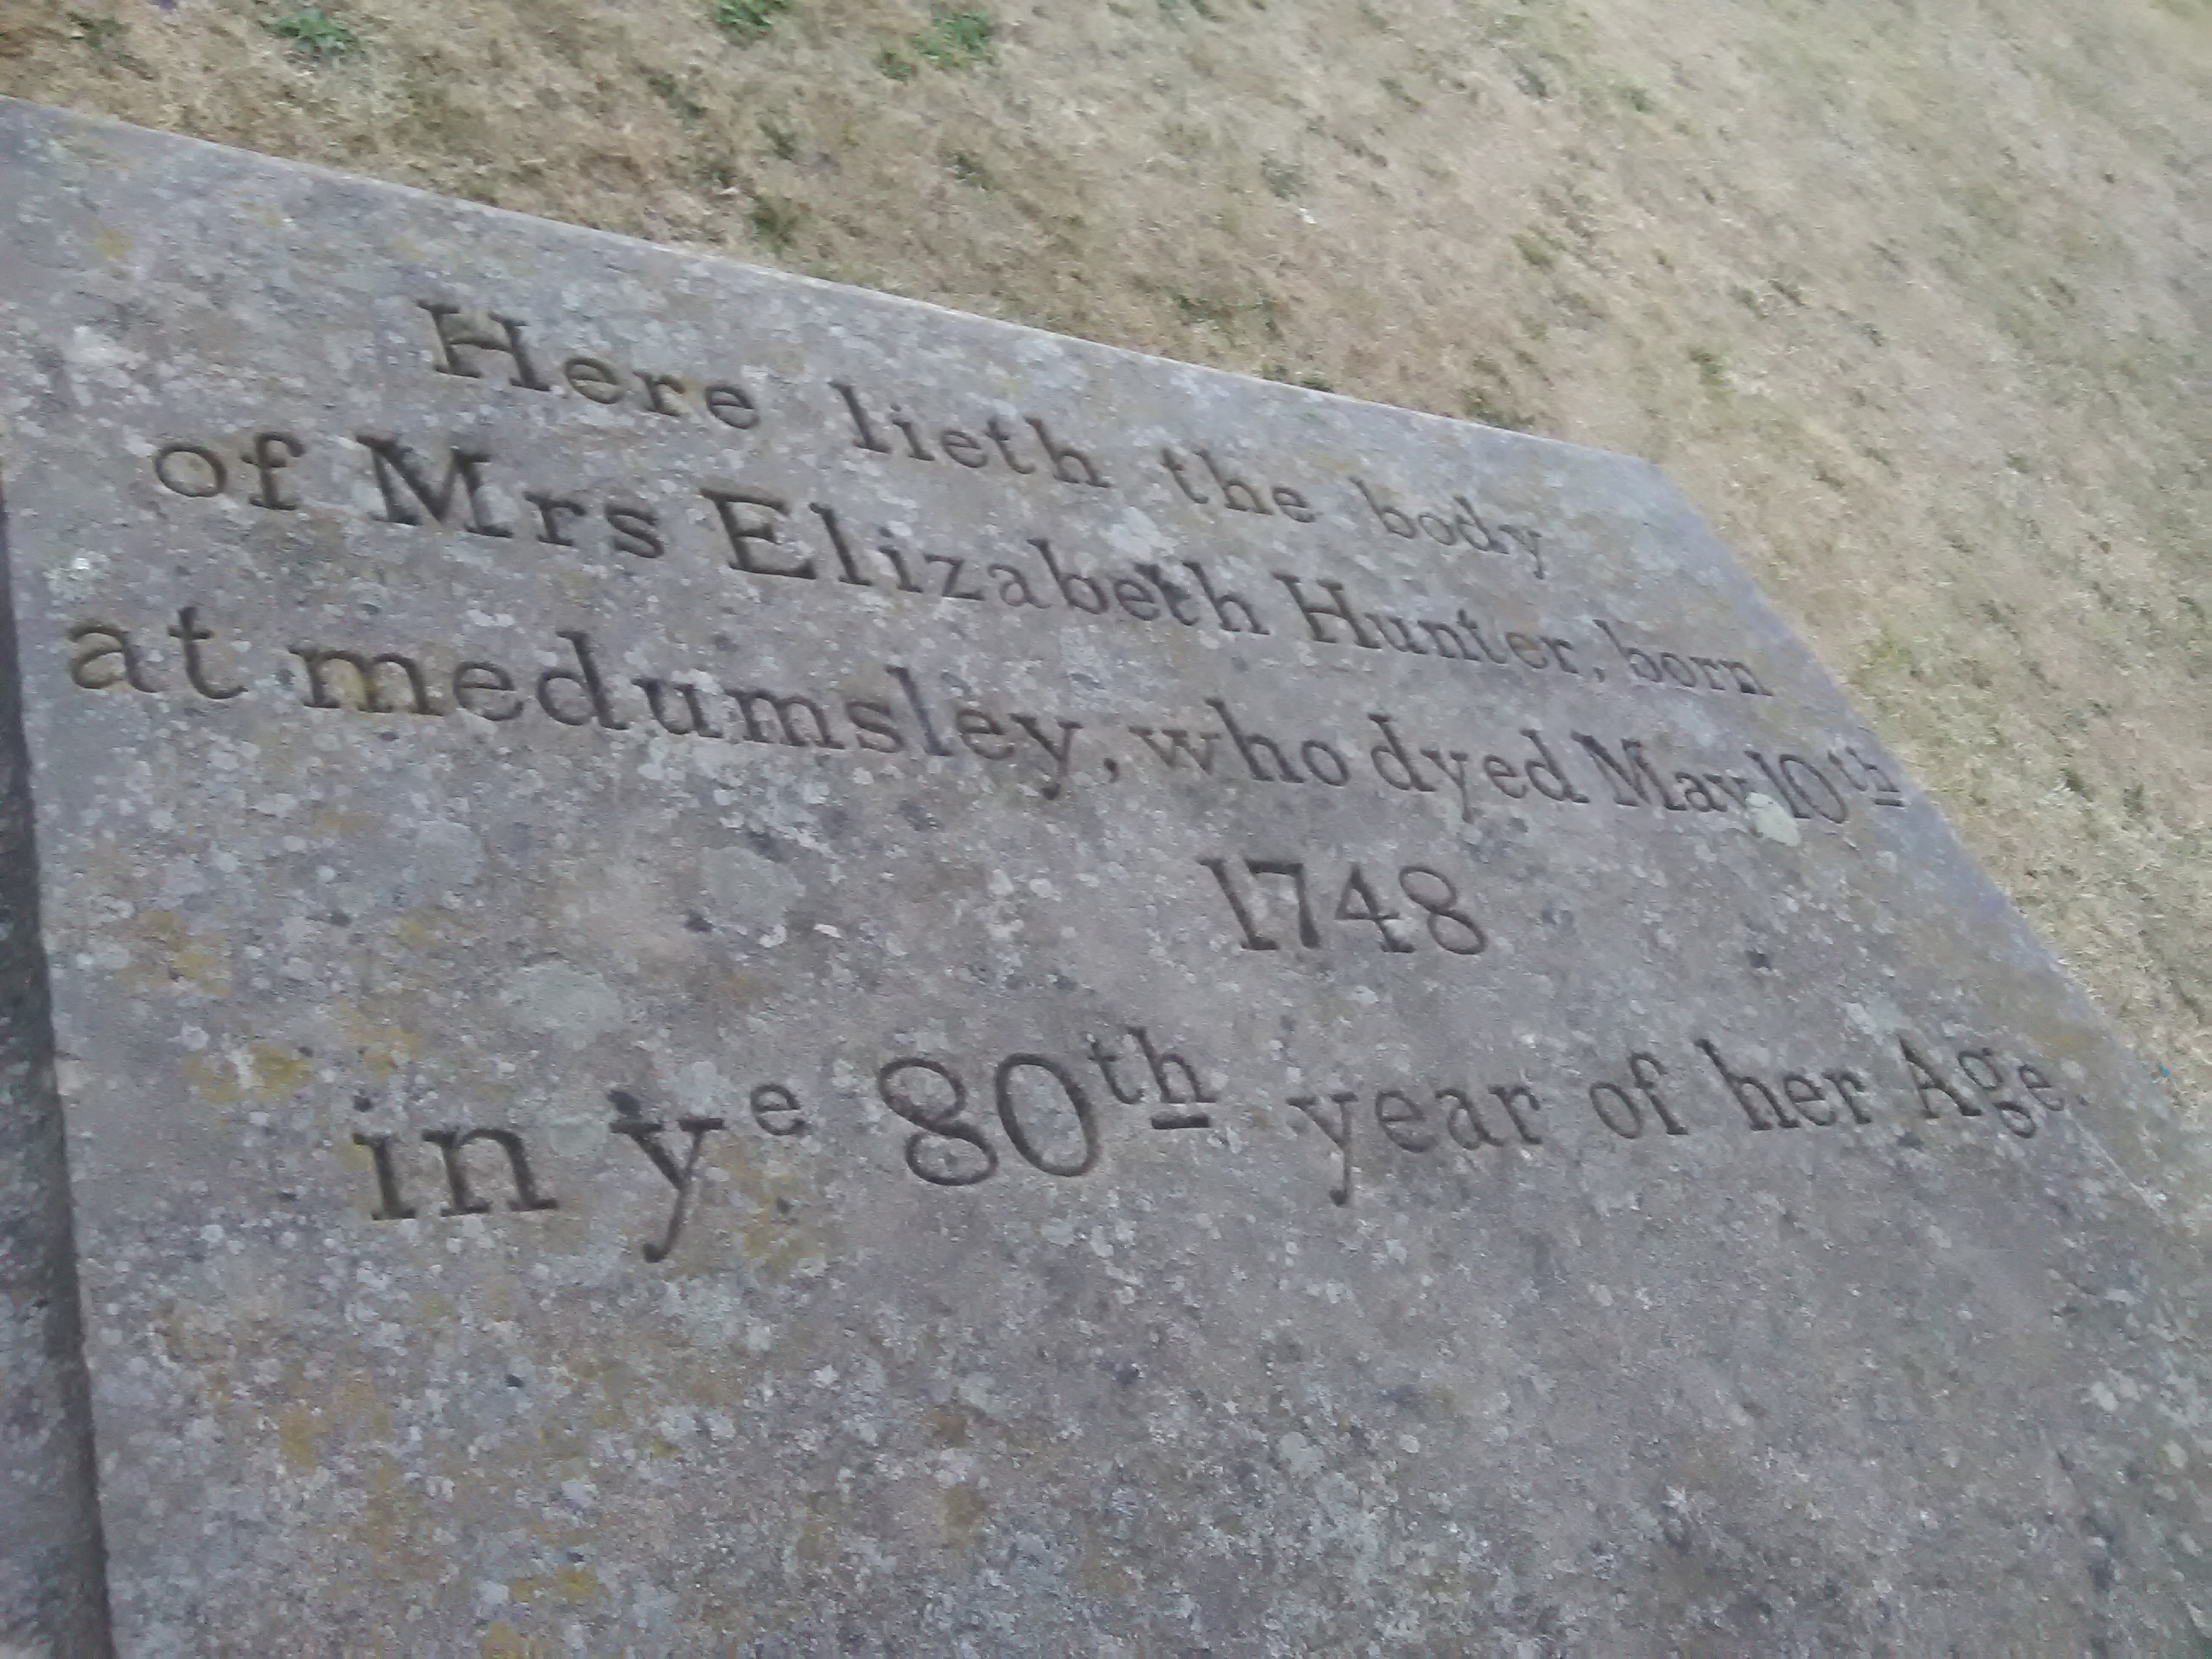 Here lieth the body
of Mrs Elizabeth Hunter, born
at medumsley, who dyed May 10th
1748
in ye 80th year of her Age.